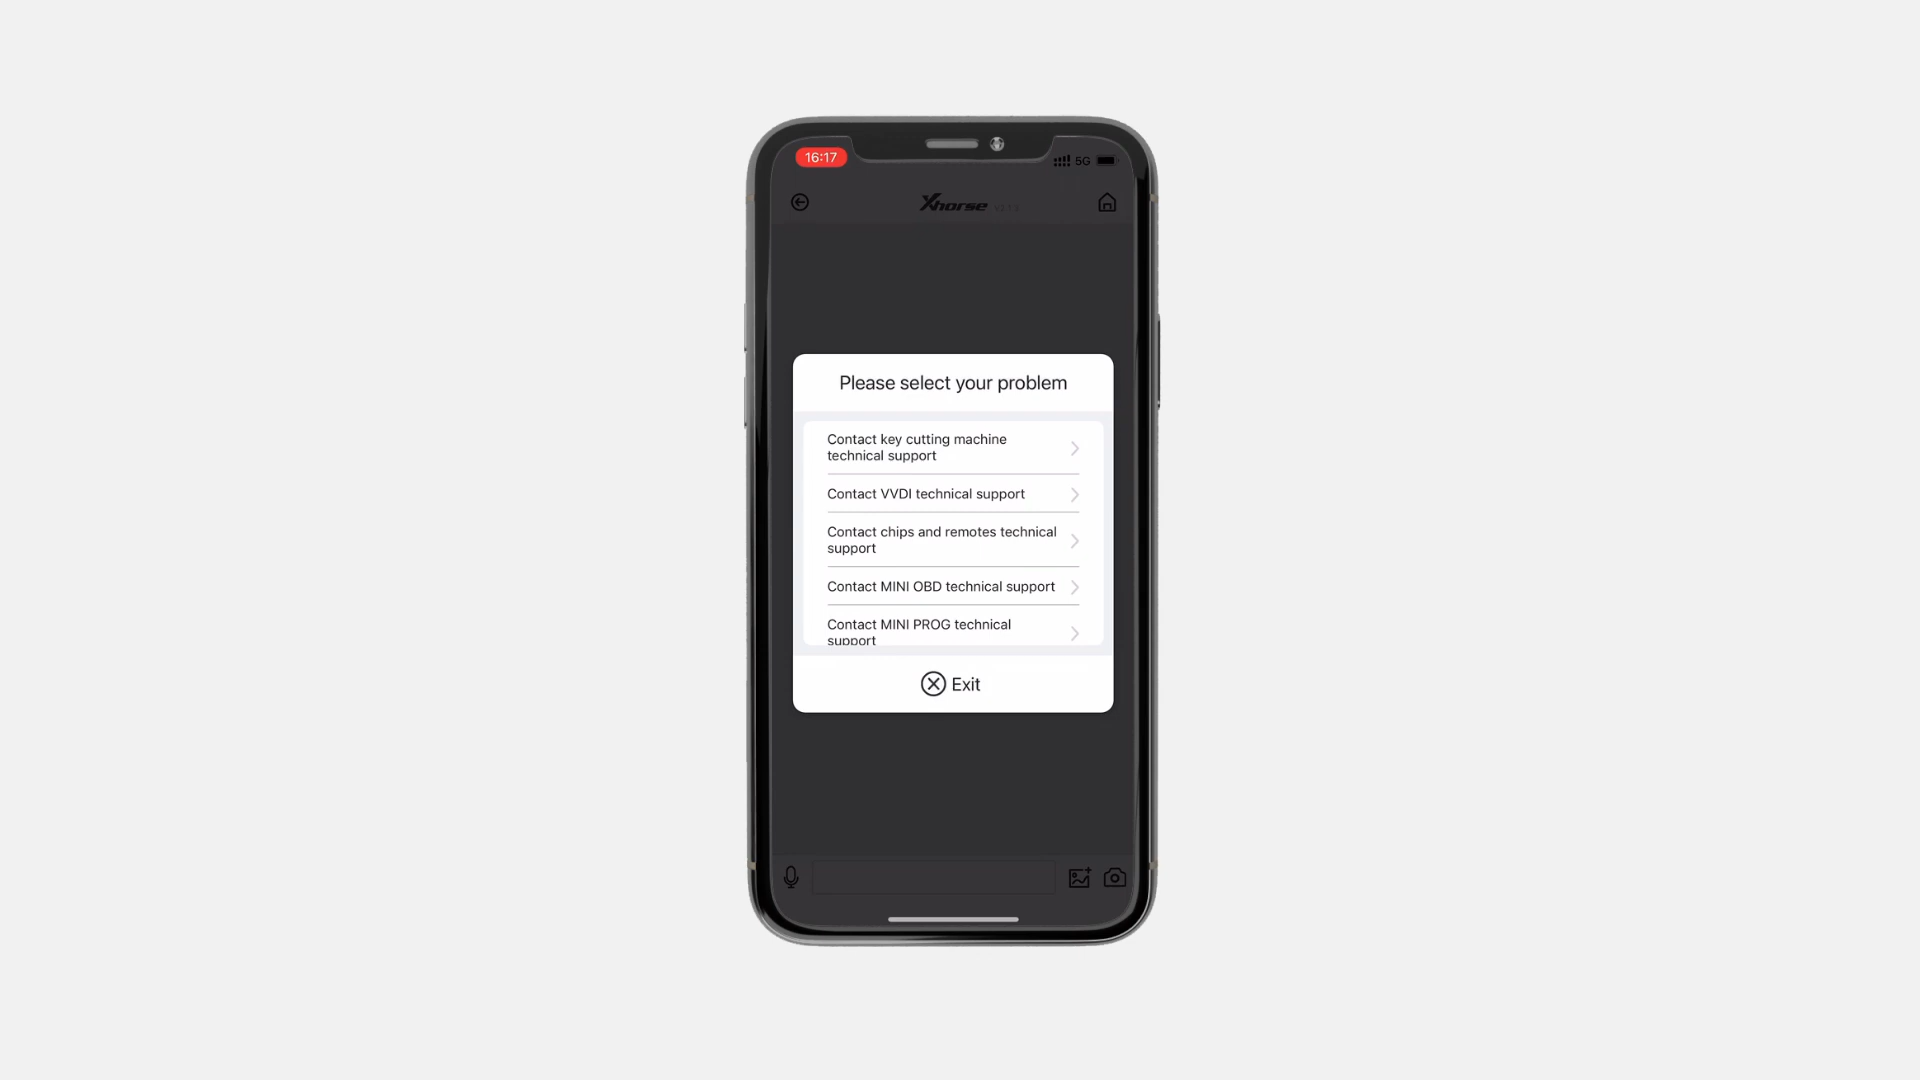 16:17
5G
Xhorse
Please select your problem
Contact key cutting machine
technical support
Contact VVDI technical support
Contact chips and remotes technical
support
Contact MINI OBD technical support
Contact MINI PROG technical
support
Exit